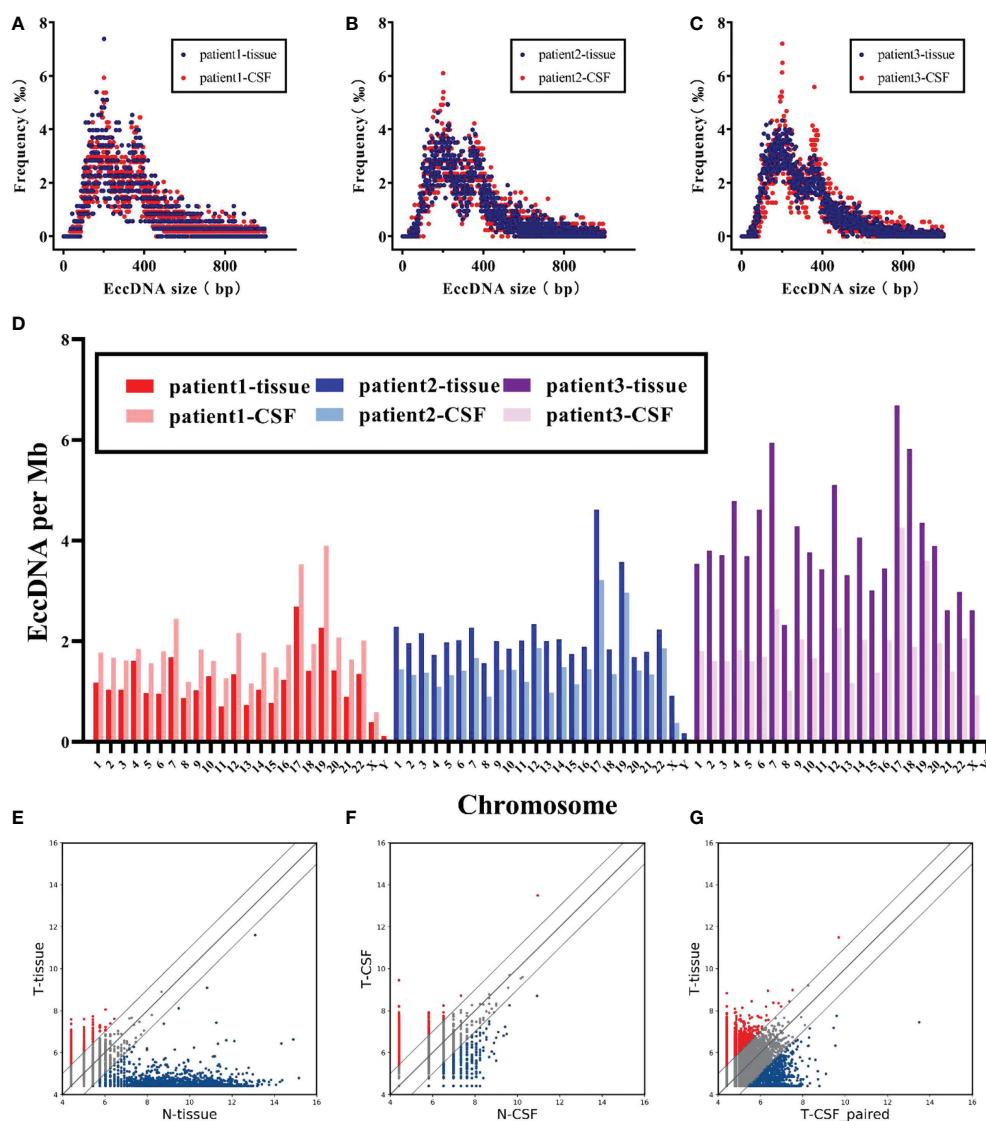 A
8
6
4
2
0
Frequency ( ‰ )
patient1-tissue
patient1-CSF
0 400 800
EccDNA size ( bp )
B
8
6
4
2
0
Frequency ( ‰ )
patient2-tissue
patient2-CSF
0 400 800
EccDNA size ( bp )
C
8
6
4
2
0
Frequency ( ‰ )
patient3-tissue
patient3-CSF
0 400 800
EccDNA size ( bp )
D
8
6
4
2
0
EccDNA per Mb
patient1-tissue patient2-tissue patient3-tissue
patient1-CSF patient2-CSF patient3-CSF
1 2 3 4 5 6 7 8 9 10 11 12 13 14 15 16 17 18 19 20 21 22 X Y 1 2 3 4 5 6 7 8 9 10 11 12 13 14 15 16 17 18 19 20 21 22 X Y 1 2 3 4 5 6 7 8 9 10 11 12 13 14 15 16 17 18 19 20 21 22 X Y
Chromosome
E
16
14
12
10
8
6
4
T-tissue
4 6 8 10 12 14 16
N-tissue
F
16
14
12
10
8
6
4
T-CSF
4 6 8 10 12 14 16
N-CSF
G
16
14
12
10
8
6
4
T-tissue
4 6 8 10 12 14 16
T-CSF paired